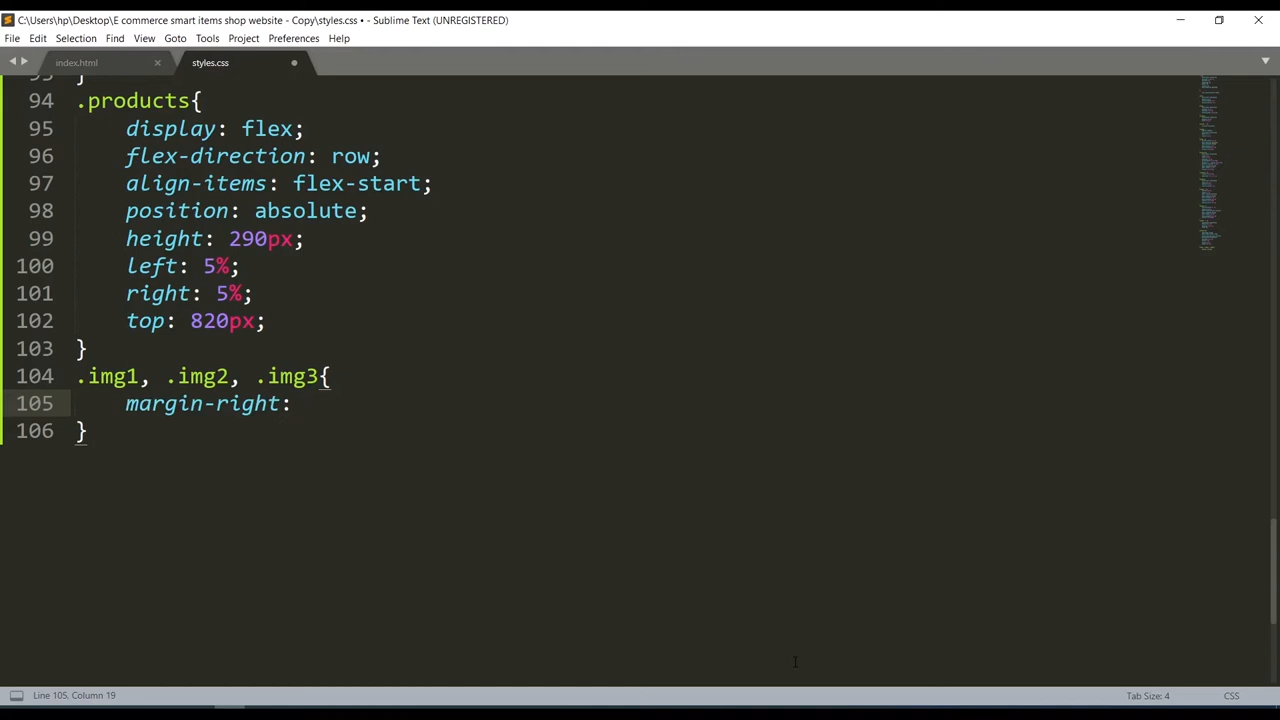 C:\Users\hp\Desktop\E commerce smart items shop website - Copy\styles.css • - Sublime Text (UNREGISTERED)
File Edit Selection Find View Goto Tools Project Preferences Help
index.html styles.css
93 }
94 .products{
95 display: flex;
96 flex-direction: row;
97 align-items: flex-start;
98 position: absolute;
99 height: 290px;
100 left: 5%;
101 right: 5%;
102 top: 820px;
103 }
104 .img1, .img2, .img3{
105 margin-right:
106 }
Line 105, Column 19 Tab Size: 4 CSS